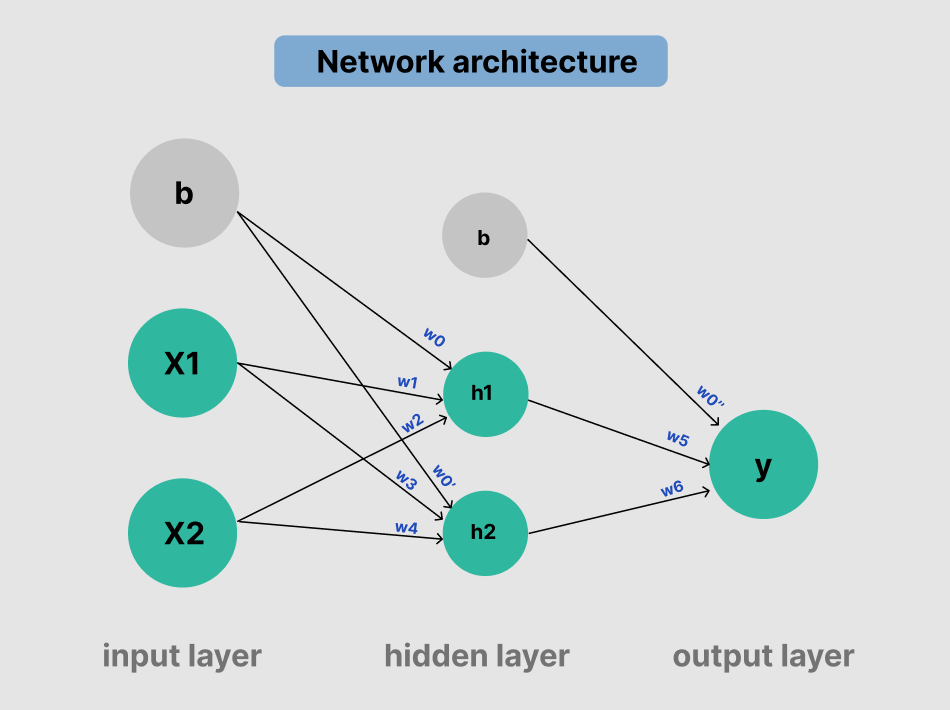 Network architecture
b
b
w0
X1
w1
h1
w2
w0''
w5
y
w3
w0'
w6
X2
w4
h2
input layer
hidden layer
output layer